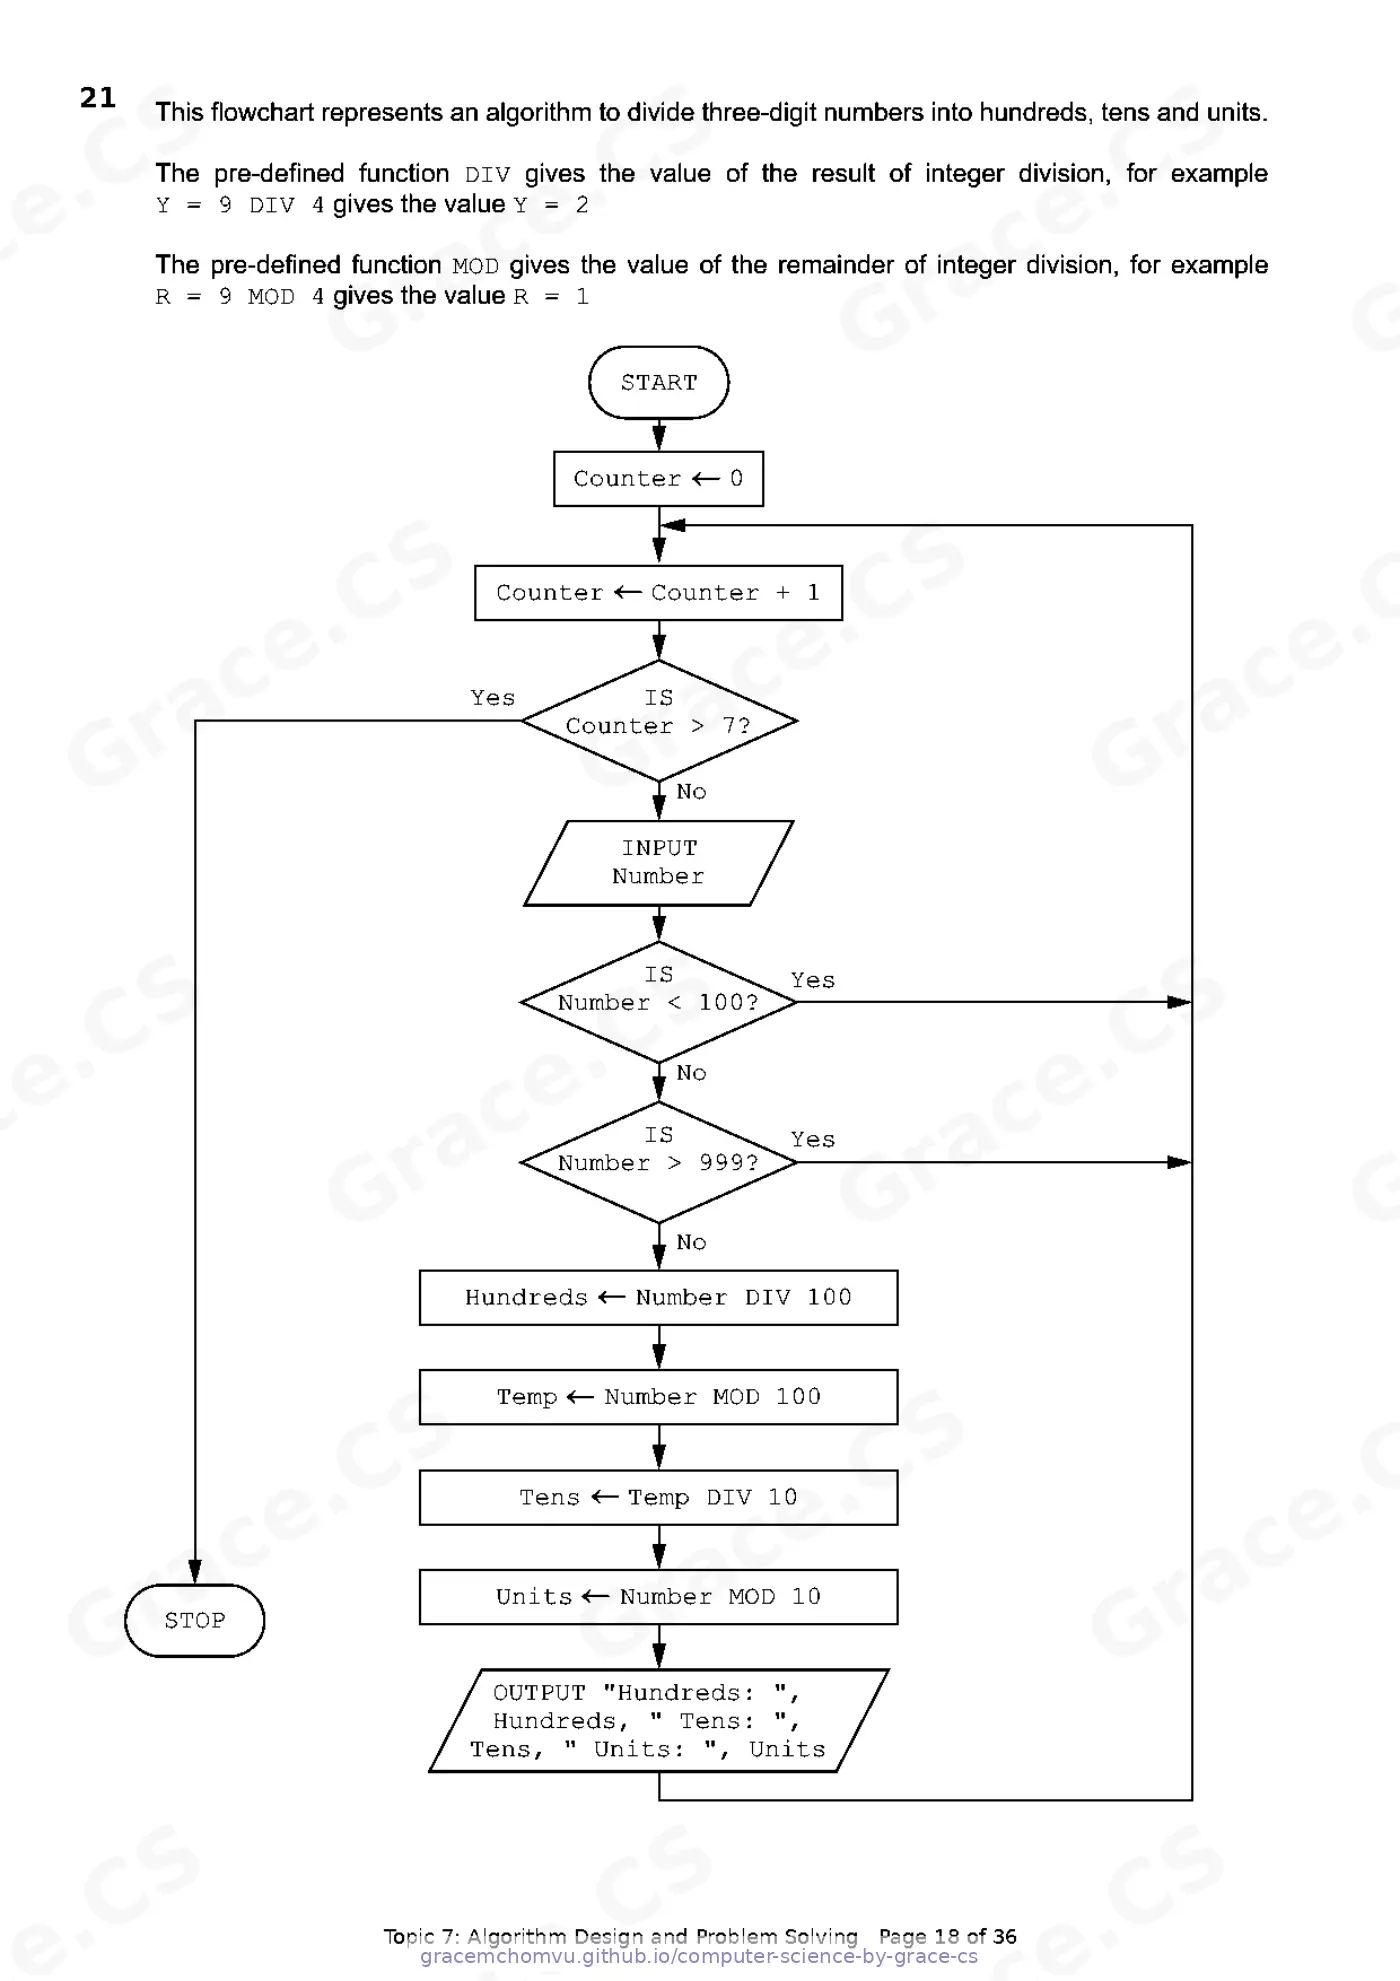 21
This flowchart represents an algorithm to divide three-digit numbers into hundreds, tens and units.
The pre-defined function DIV gives the value of the result of integer division, for example
Y = 9 DIV 4 gives the value Y = 2
The pre-defined function MOD gives the value of the remainder of integer division, for example
R = 9 MOD 4 gives the value R = 1
START
Counter ← 0
Counter ← Counter + 1
Yes
IS
Counter > 7?
No
INPUT
Number
IS
Number < 100?
Yes
No
IS
Number > 999?
Yes
No
Hundreds ← Number DIV 100
Temp ← Number MOD 100
Tens ← Temp DIV 10
Units ← Number MOD 10
STOP
OUTPUT "Hundreds: ",
Hundreds, " Tens: ",
Tens, " Units: ", Units
Topic 7: Algorithm Design and Problem Solving Page 18 of 36
gracemchomvu.github.io/computer-science-by-grace-cs
Grace.CS